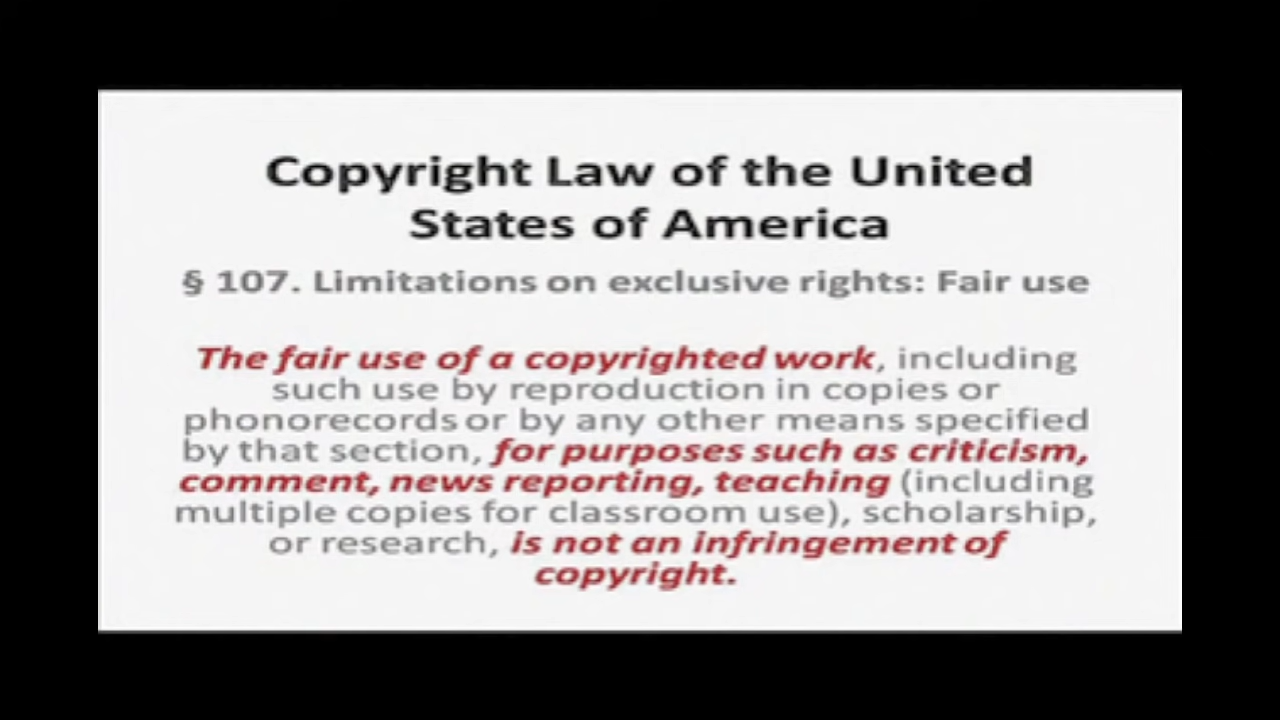 Copyright Law of the United
States of America
§ 107. Limitations on exclusive rights: Fair use
The fair use of a copyrighted work, including
such use by reproduction in copies or
phonorecords or by any other means specified
by that section, for purposes such as criticism,
comment, news reporting, teaching (including
multiple copies for classroom use), scholarship,
or research, is not an infringement of
copyright.